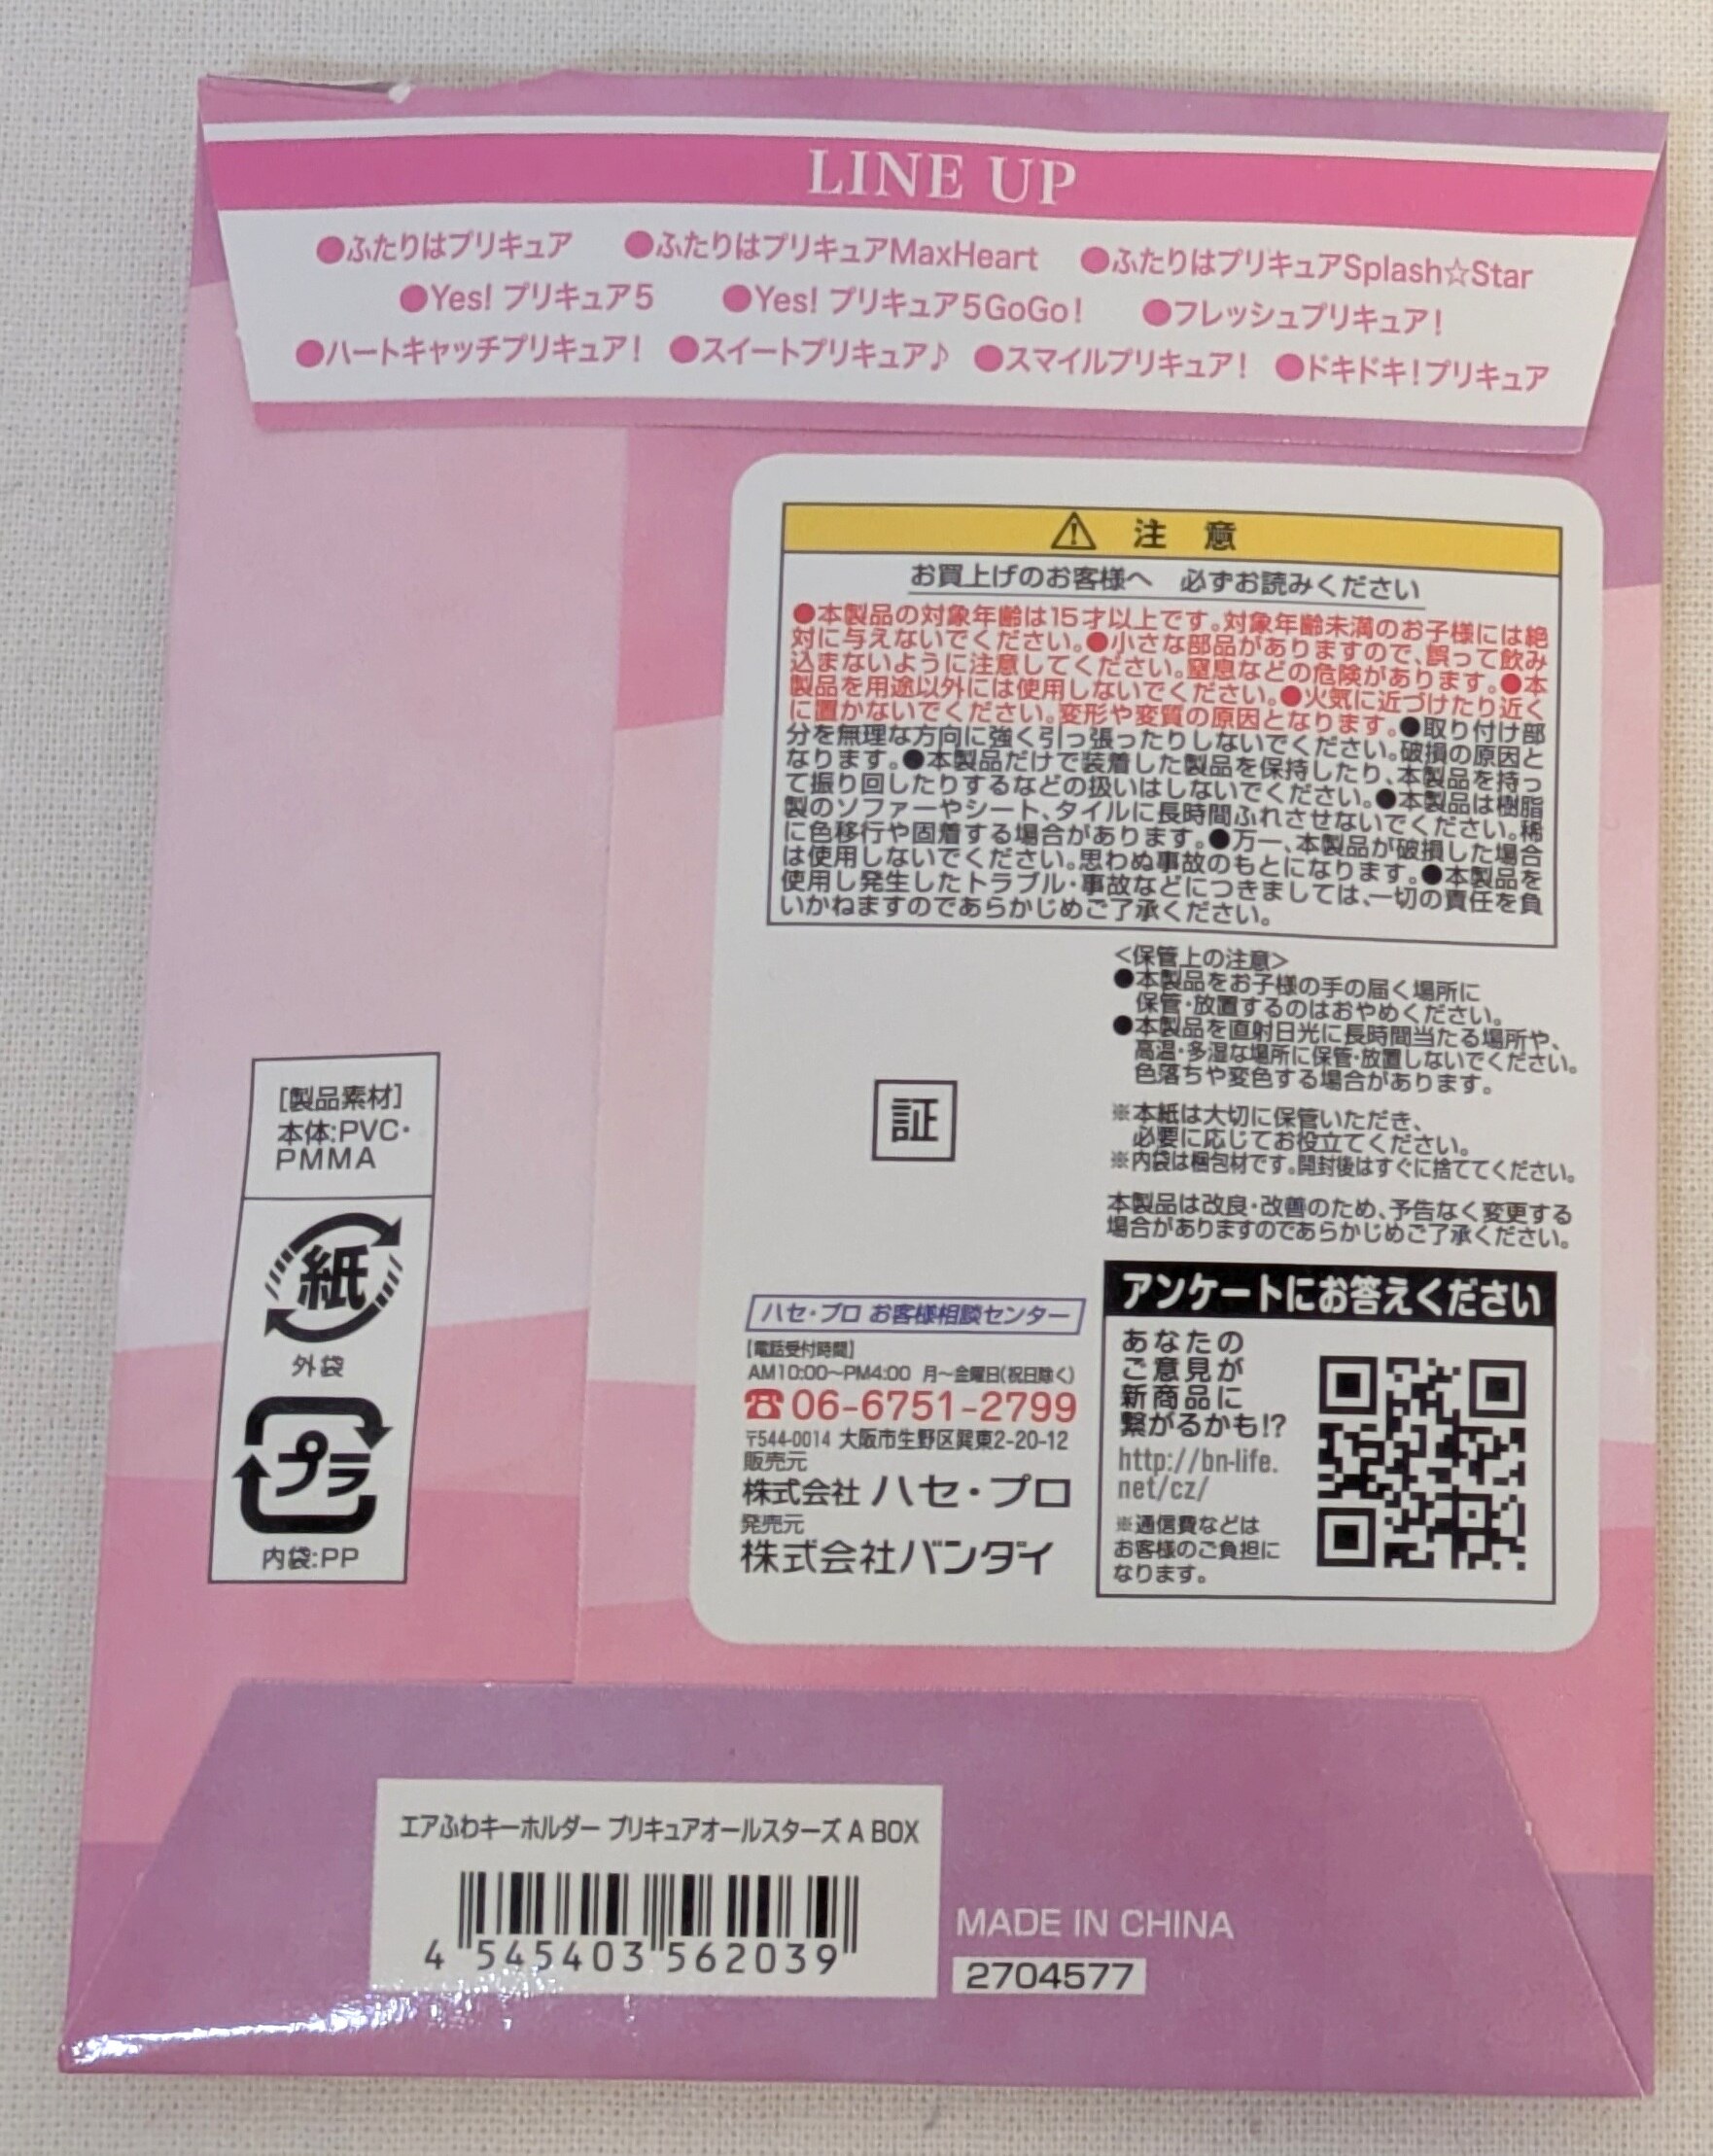 LINE UP
●ふたりはプリキュア ●ふたりはプリキュアMaxHeart ●ふたりはプリキュアSplash☆Star
●Yes! プリキュア5 ●Yes! プリキュア5GoGo! ●フレッシュプリキュア!
●ハートキャッチプリキュア! ●スイートプリキュア♪ ●スマイルプリキュア! ●ドキドキ!プリキュア
⚠ 注 意
お買上げのお客様へ 必ずお読みください
●本製品の対象年齢は15才以上です。対象年齢未満のお子様には絶
対に与えないでください。●小さな部品がありますので、誤って飲み
込まないように注意してください。窒息などの危険があります。●本
製品を用途以外には使用しないでください。●火気に近づけたり近く
に置かないでください。変形や変質の原因となります。●取り付け部
分を無理な方向に強く引っ張ったりしないでください。破損の原因と
なります。●本製品だけで装着した製品を保持したり、本製品を持っ
て振り回したりするなどの扱いはしないでください。●本製品は樹脂
製のソファーやシート、タイルに長時間ふれさせないでください。稀
に色移行や固着する場合があります。●万一、本製品が破損した場合
は使用しないでください。思わぬ事故のもとになります。●本製品を
使用し発生したトラブル・事故などにつきましては、一切の責任を負
いかねますのであらかじめご了承ください。
<保管上の注意>
●本製品をお子様の手の届く場所に
保管・放置するのはおやめください。
●本製品を直射日光に長時間当たる場所や、
高温・多湿な場所に保管・放置しないでください。
色落ちや変色する場合があります。
※本紙は大切に保管いただき、
必要に応じてお役立てください。
※内袋は梱包材です。開封後はすぐに捨ててください。
本製品は改良・改善のため、予告なく変更する
場合がありますのであらかじめご了承ください。
証
[製品素材]
本体:PVC・
PMMA
紙
外袋
プラ
内袋:PP
ハセ・プロ お客様相談センター
【電話受付時間】
AM10:00〜PM4:00 月〜金曜日(祝日除く)
☎06-6751-2799
〒544-0014 大阪市生野区巽東2-20-12
販売元
株式会社 ハセ・プロ
発売元
株式会社バンダイ
アンケートにお答えください
あなたの
ご意見が
新商品に
繋がるかも!?
http://bn-life.
net/cz/
※通信費などは
お客様のご負担に
なります。
エアふわキーホルダー プリキュアオールスターズ A BOX
4 545403 562039
MADE IN CHINA
2704577